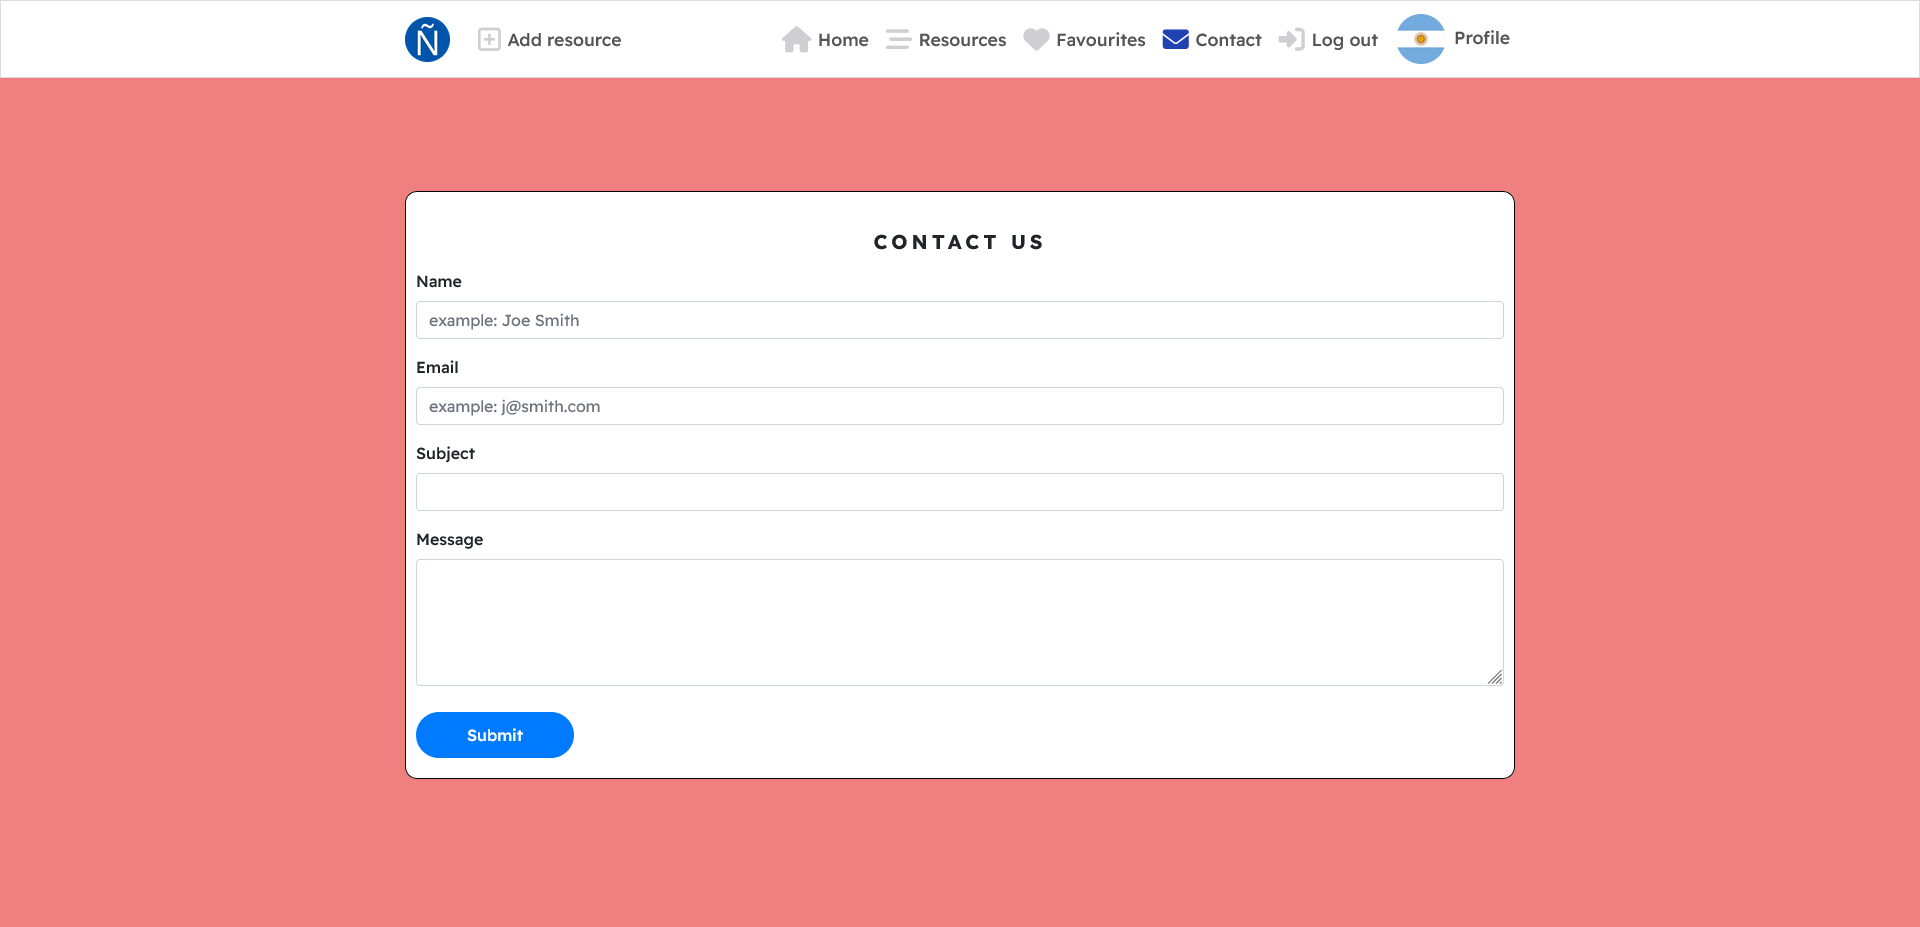 Ñ Add resource Home Resources Favourites Contact Log out Profile
CONTACT US
Name
example: Joe Smith
Email
example: j@smith.com
Subject
Message
Submit